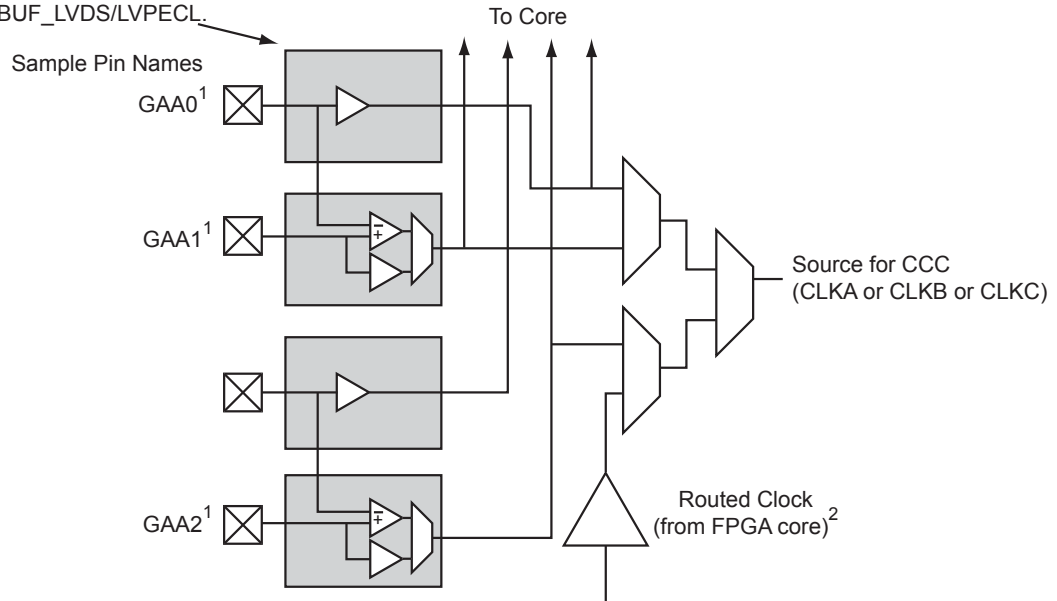 BUF_LVDS/LVPECL.
To Core
Sample Pin Names
GAA0¹
GAA1¹
Source for CCC
(CLKA or CLKB or CLKC)
GAA2¹
Routed Clock
(from FPGA core)²